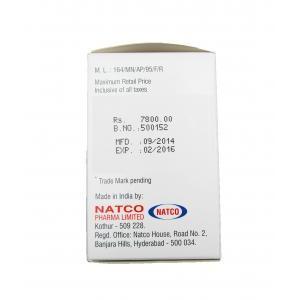 M. L. : 164/MN/AP/95/F/R
Maximum Retail Price
Inclusive of all taxes
Rs. 7800.00
B.NO.: 500152
MFD. :09/2014
EXP. :02/2016
* Trade Mark pending
Made in India by:
NATCO
PHARMA LIMITED
NATCO
Kothur - 509 228.
Regd. Office: Natco House, Road No. 2,
Banjara Hills, Hyderabad - 500 034.